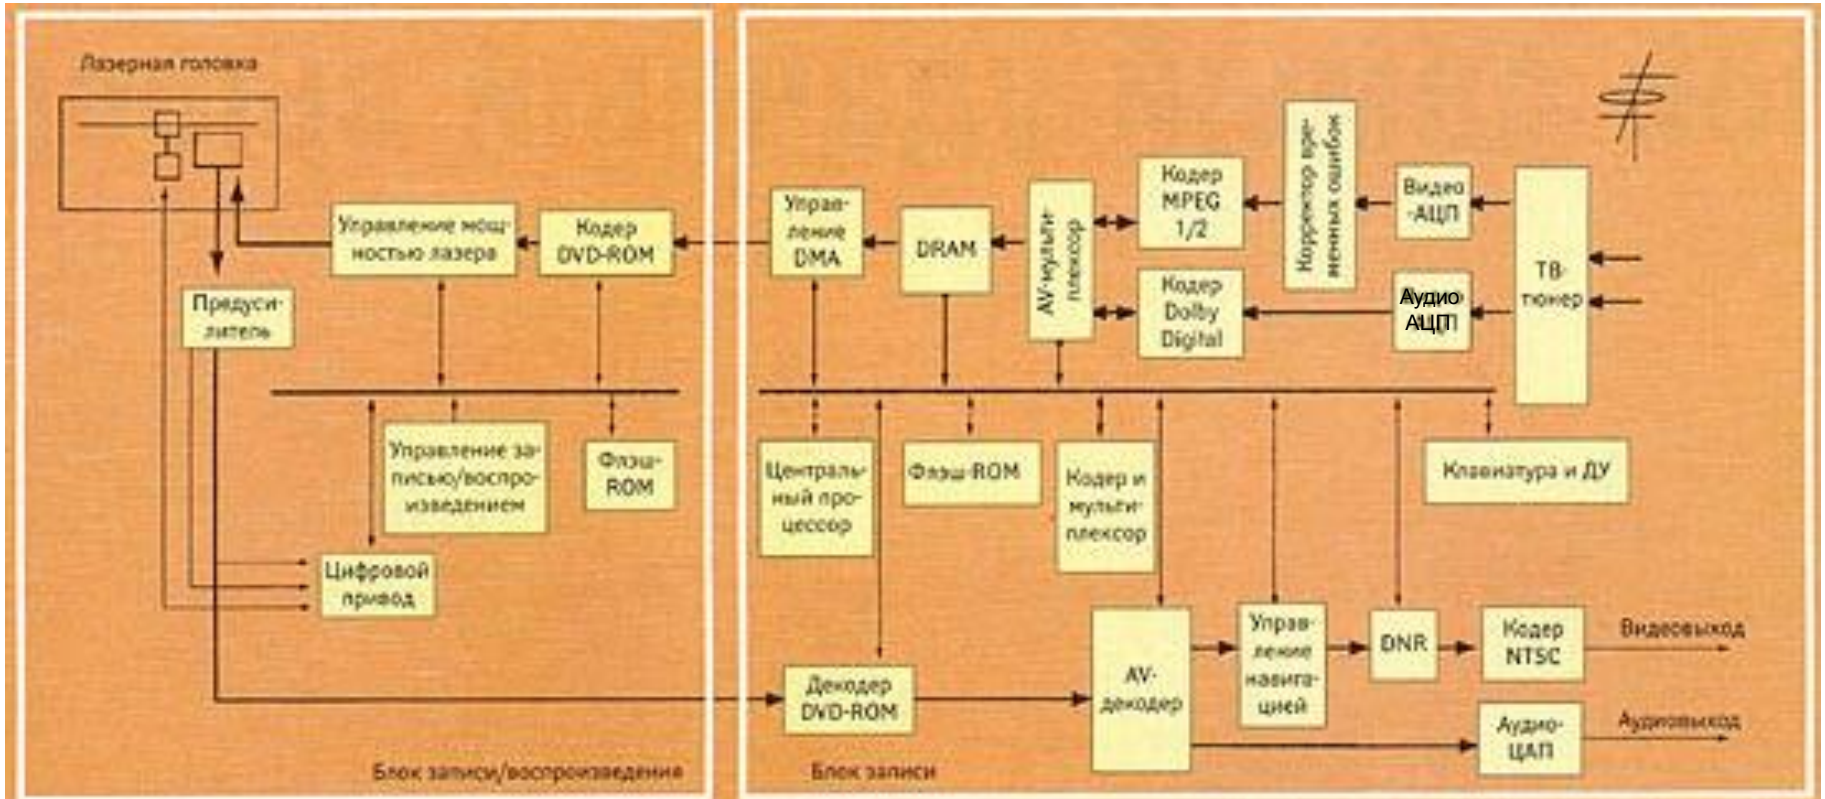 Лазерная головка
Управление мощ-
ностью лазера
Кодер
DVD-ROM
Предуси-
литель
Управление за-
писью/воспро-
изведением
Флэш-
ROM
Цифровой
привод
Блок записи/воспроизведения
Управ-
ление
DMA
DRAM
AV-мульти-
плексор
Кодер
MPEG
1/2
Кодер
Dolby
Digital
Корректор вре-
менных ошибок
Видео
-АЦП
Аудио
АЦП
ТВ-
тюнер
Централь-
ный про-
цессор
Флэш-ROM
Кодер и
мульти-
плексор
Клавиатура и ДУ
Декодер
DVD-ROM
AV-
декодер
Управ-
ление
навига-
цией
DNR
Кодер
NTSC
Видеовыход
Аудио-
ЦАП
Аудиовыход
Блок записи